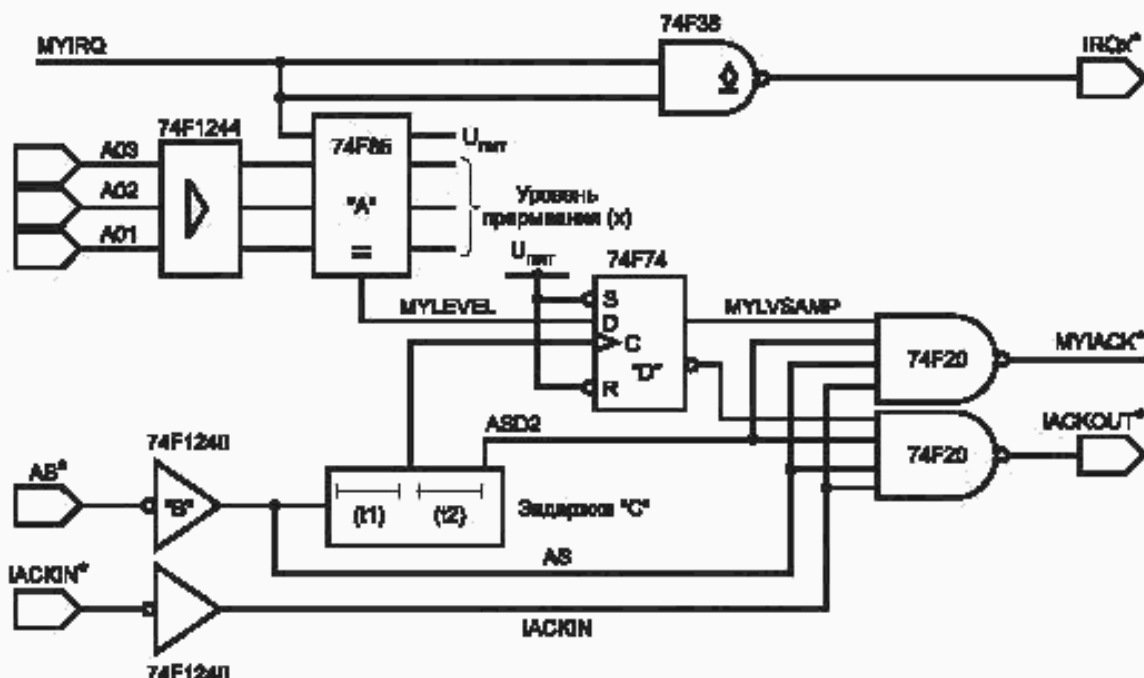 74F38
MYIRQ
IRQx*
74F1244
74F85
Uпит
A03
A02
"A"
Уровень
прерывания (x)
A01
=
Uпит
74F74
MYLEVEL
S
D
MYLVSAMP
C
74F20
MYIACK*
"D"
R
ASD2
IACKOUT*
74F1240
74F20
AS*
"B"
(t1)
(t2)
Задержка "C"
AS
IACKIN*
IACKIN
74F1240